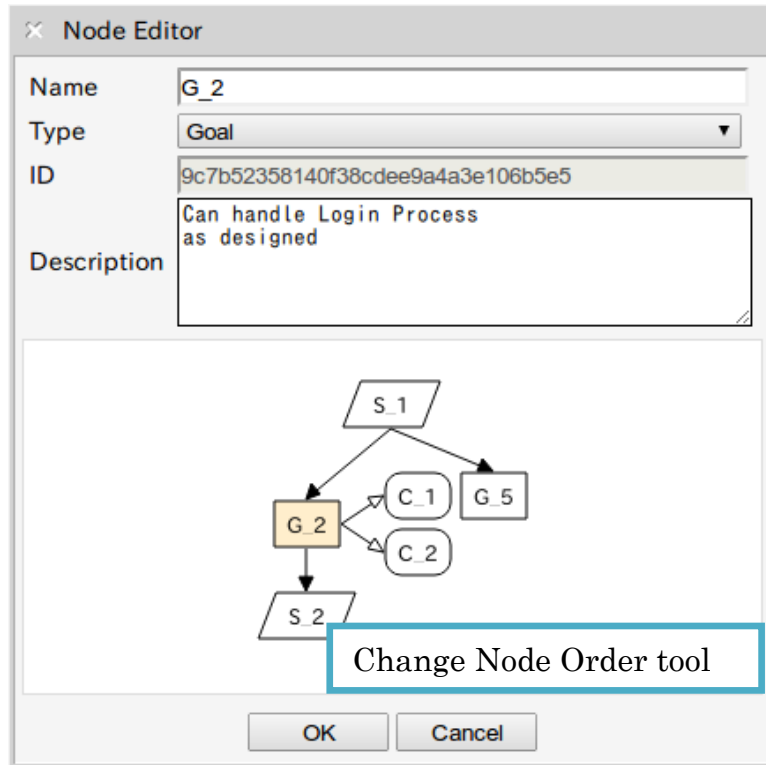 Node Editor
Name G_2
Type Goal
ID 9c7b52358140f38cdee9a4a3e106b5e5
Description Can handle Login Process
as designed
S_1
G_2 C_1 G_5
C_2
S_2
Change Node Order tool
OK Cancel